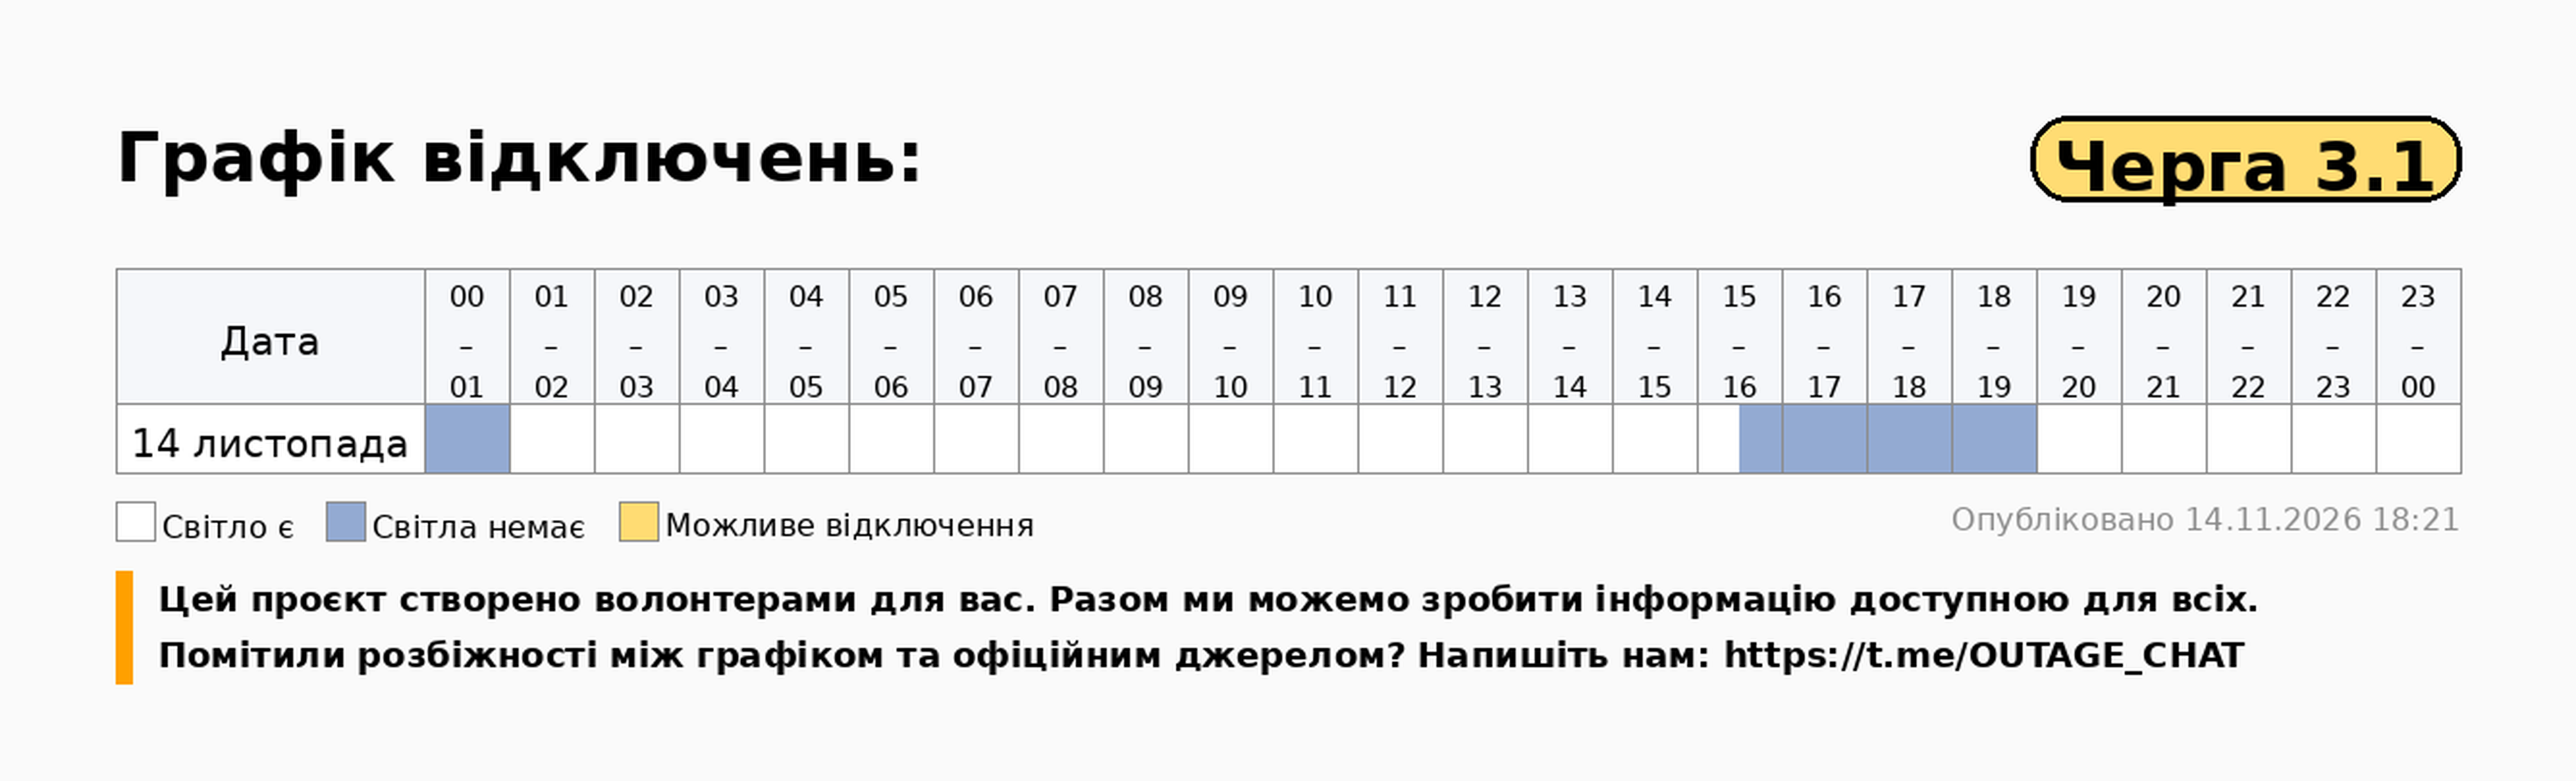 Графік відключень:
Черга 3.1
Дата
00 – 01
01 – 02
02 – 03
03 – 04
04 – 05
05 – 06
06 – 07
07 – 08
08 – 09
09 – 10
10 – 11
11 – 12
12 – 13
13 – 14
14 – 15
15 – 16
16 – 17
17 – 18
18 – 19
19 – 20
20 – 21
21 – 22
22 – 23
23 – 00
14 листопада
Світло є
Світла немає
Можливе відключення
Опубліковано 14.11.2026 18:21
Цей проєкт створено волонтерами для вас. Разом ми можемо зробити інформацію доступною для всіх.
Помітили розбіжності між графіком та офіційним джерелом? Напишіть нам: https://t.me/OUTAGE_CHAT